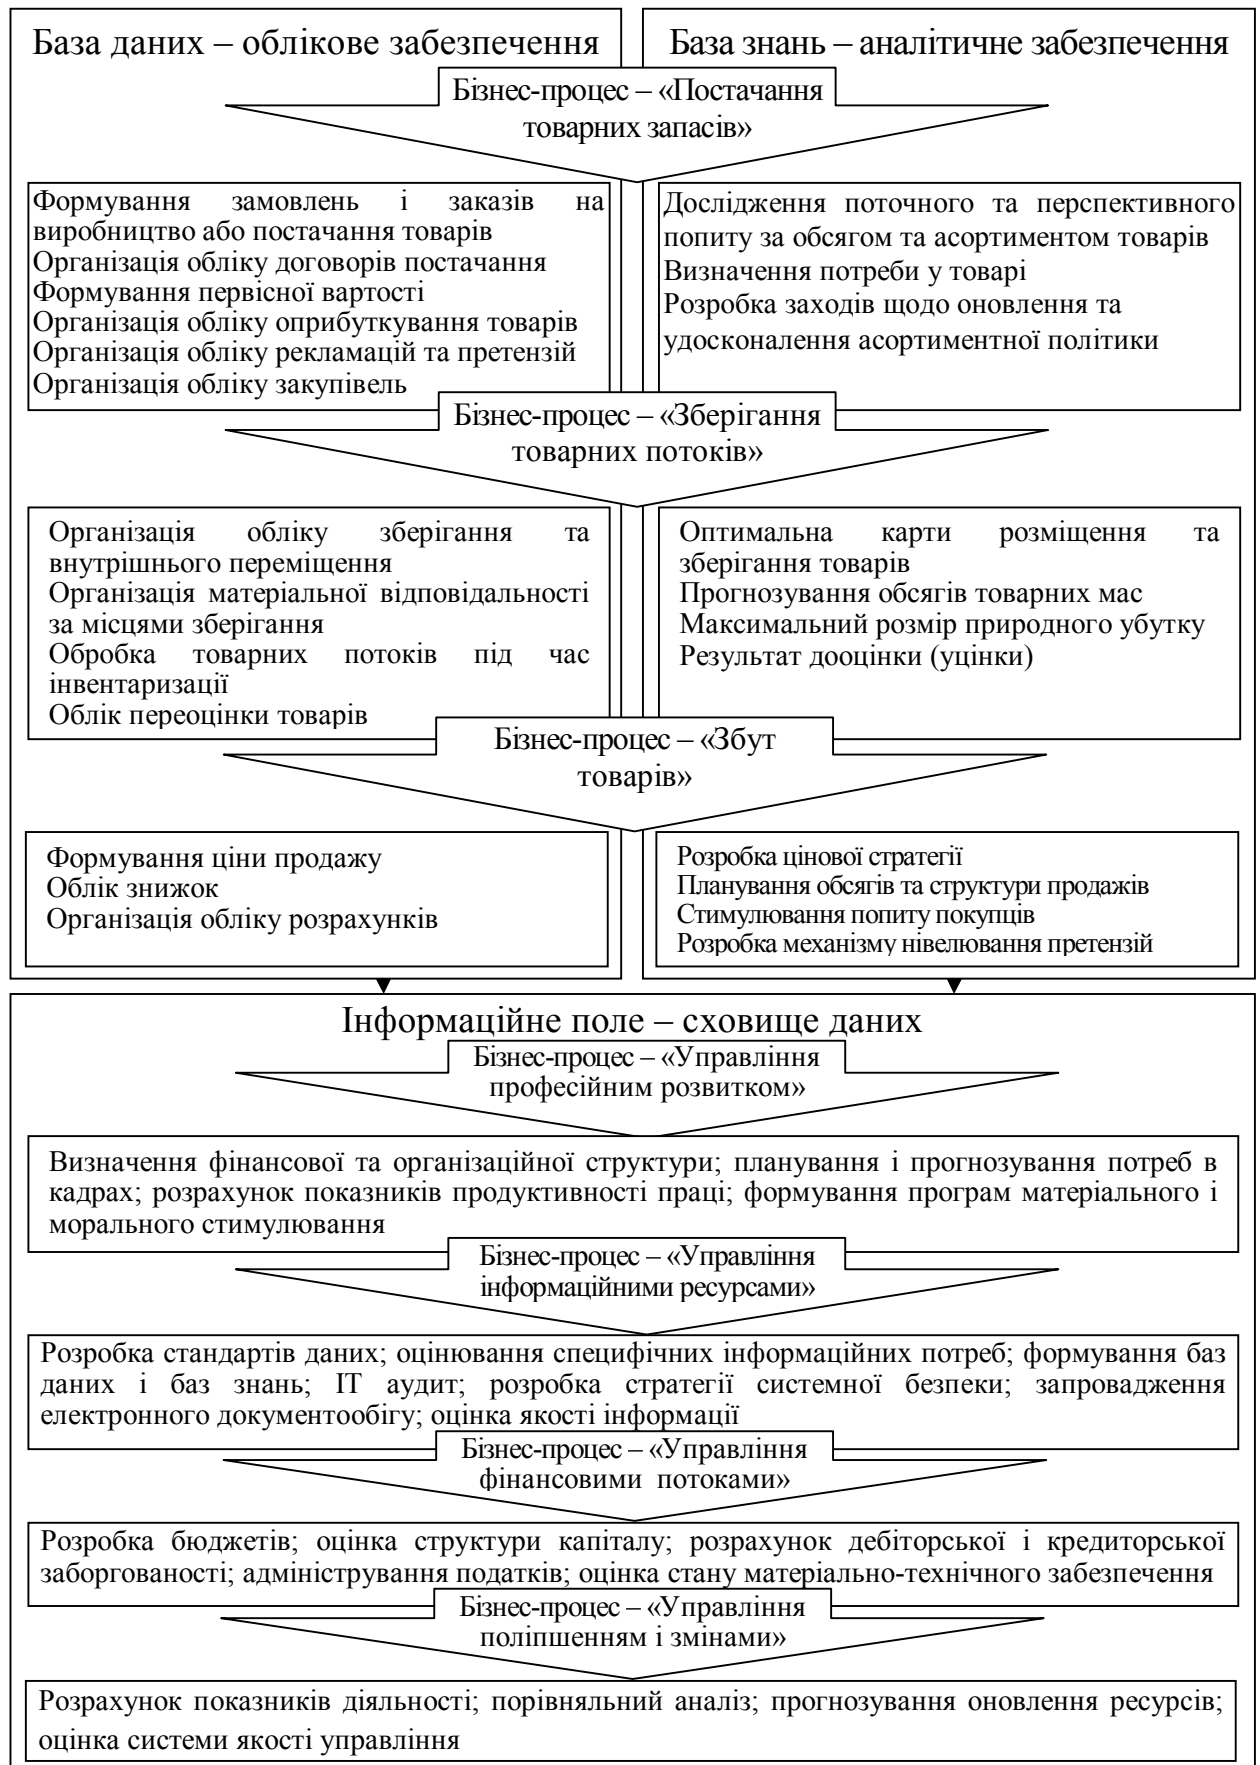 База даних – облікове забезпечення
База знань – аналітичне забезпечення
Бізнес-процес – «Постачання
товарних запасів»
Формування замовлень і заказів на
виробництво або постачання товарів
Організація обліку договорів постачання
Формування первісної вартості
Організація обліку оприбуткування товарів
Організація обліку рекламацій та претензій
Організація обліку закупівель
Дослідження поточного та перспективного
попиту за обсягом та асортиментом товарів
Визначення потреби у товарі
Розробка заходів щодо оновлення та
удосконалення асортиментної політики
Бізнес-процес – «Зберігання
товарних потоків»
Організація обліку зберігання та
внутрішнього переміщення
Організація матеріальної відповідальності
за місцями зберігання
Обробка товарних потоків під час
інвентаризації
Облік переоцінки товарів
Оптимальна карти розміщення та
зберігання товарів
Прогнозування обсягів товарних мас
Максимальний розмір природного убутку
Результат дооцінки (уцінки)
Бізнес-процес – «Збут
товарів»
Формування ціни продажу
Облік знижок
Організація обліку розрахунків
Розробка цінової стратегії
Планування обсягів та структури продажів
Стимулювання попиту покупців
Розробка механізму нівелювання претензій
Інформаційне поле – сховище даних
Бізнес-процес – «Управління
професійним розвитком»
Визначення фінансової та організаційної структури; планування і прогнозування потреб в
кадрах; розрахунок показників продуктивності праці; формування програм матеріального і
морального стимулювання
Бізнес-процес – «Управління
інформаційними ресурсами»
Розробка стандартів даних; оцінювання специфічних інформаційних потреб; формування баз
даних і баз знань; ІТ аудит; розробка стратегії системної безпеки; запровадження
електронного документообігу; оцінка якості інформації
Бізнес-процес – «Управління
фінансовими потоками»
Розробка бюджетів; оцінка структури капіталу; розрахунок дебіторської і кредиторської
заборгованості; адміністрування податків; оцінка стану матеріально-технічного забезпечення
Бізнес-процес – «Управління
поліпшенням і змінами»
Розрахунок показників діяльності; порівняльний аналіз; прогнозування оновлення ресурсів;
оцінка системи якості управління